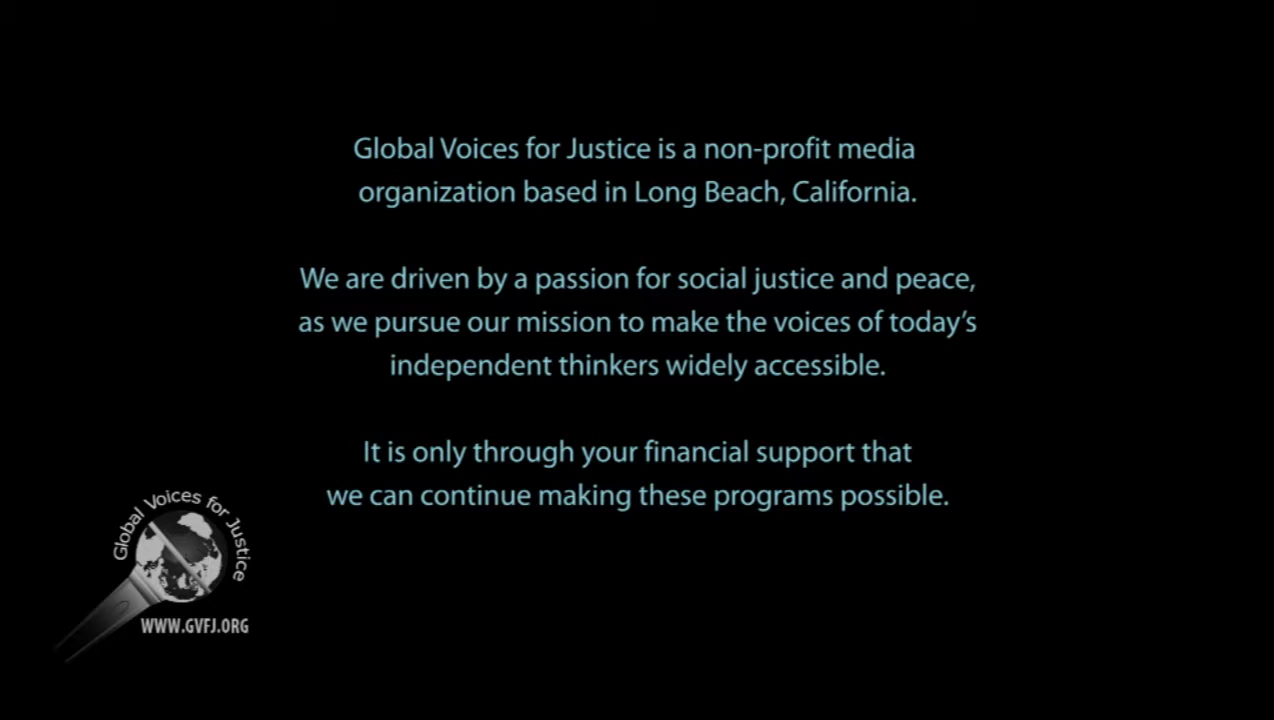 Global Voices for Justice is a non-profit media
organization based in Long Beach, California.
We are driven by a passion for social justice and peace,
as we pursue our mission to make the voices of today’s
independent thinkers widely accessible.
It is only through your financial support that
we can continue making these programs possible.
Global Voices for Justice
WWW.GVFJ.ORG